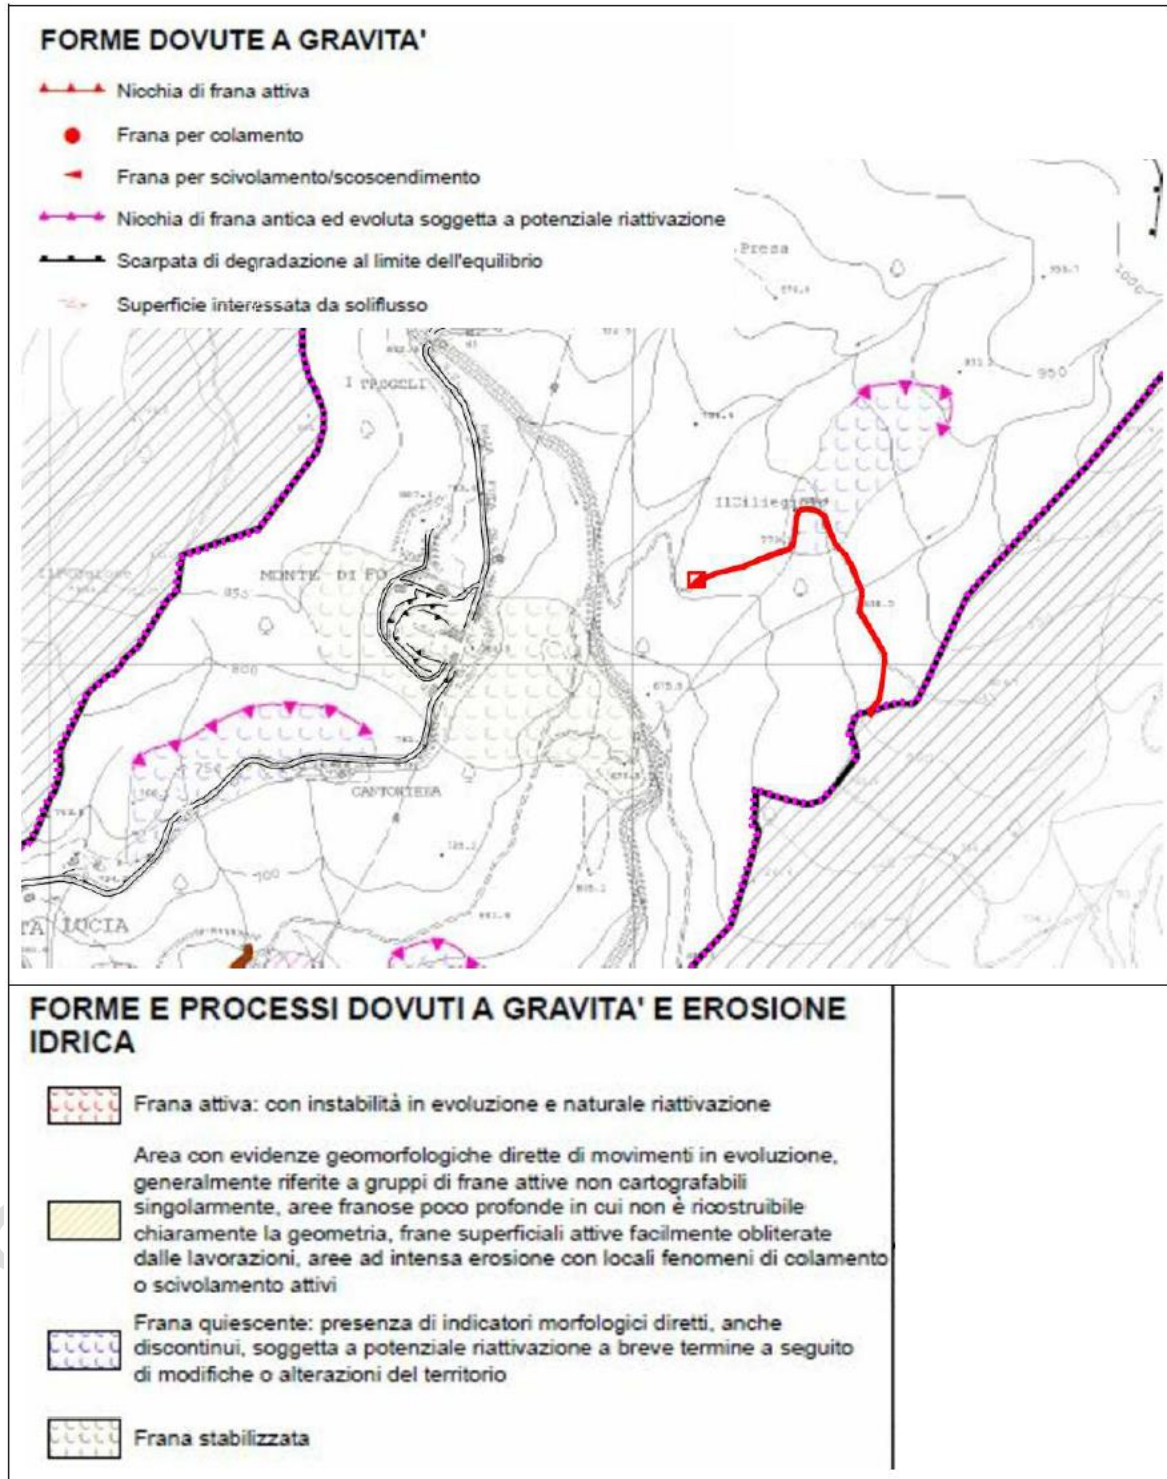 FORME DOVUTE A GRAVITA'
Nicchia di frana attiva
Frana per colamento
Frana per scivolamento/scoscendimento
Nicchia di frana antica ed evoluta soggetta a potenziale riattivazione
Scarpata di degradazione al limite dell'equilibrio
Superficie interessata da soliflusso
Presa
1000
950
I TROGELI
MONTE DI FO
800
750
CANTONIERA
700
TA LUCIA
FORME E PROCESSI DOVUTI A GRAVITA' E EROSIONE
IDRICA
Frana attiva: con instabilità in evoluzione e naturale riattivazione
Area con evidenze geomorfologiche dirette di movimenti in evoluzione,
generalmente riferite a gruppi di frane attive non cartografabili
singolarmente, aree franose poco profonde in cui non è ricostruibile
chiaramente la geometria, frane superficiali attive facilmente obliterate
dalle lavorazioni, aree ad intensa erosione con locali fenomeni di colamento
o scivolamento attivi
Frana quiescente: presenza di indicatori morfologici diretti, anche
discontinui, soggetta a potenziale riattivazione a breve termine a seguito
di modifiche o alterazioni del territorio
Frana stabilizzata